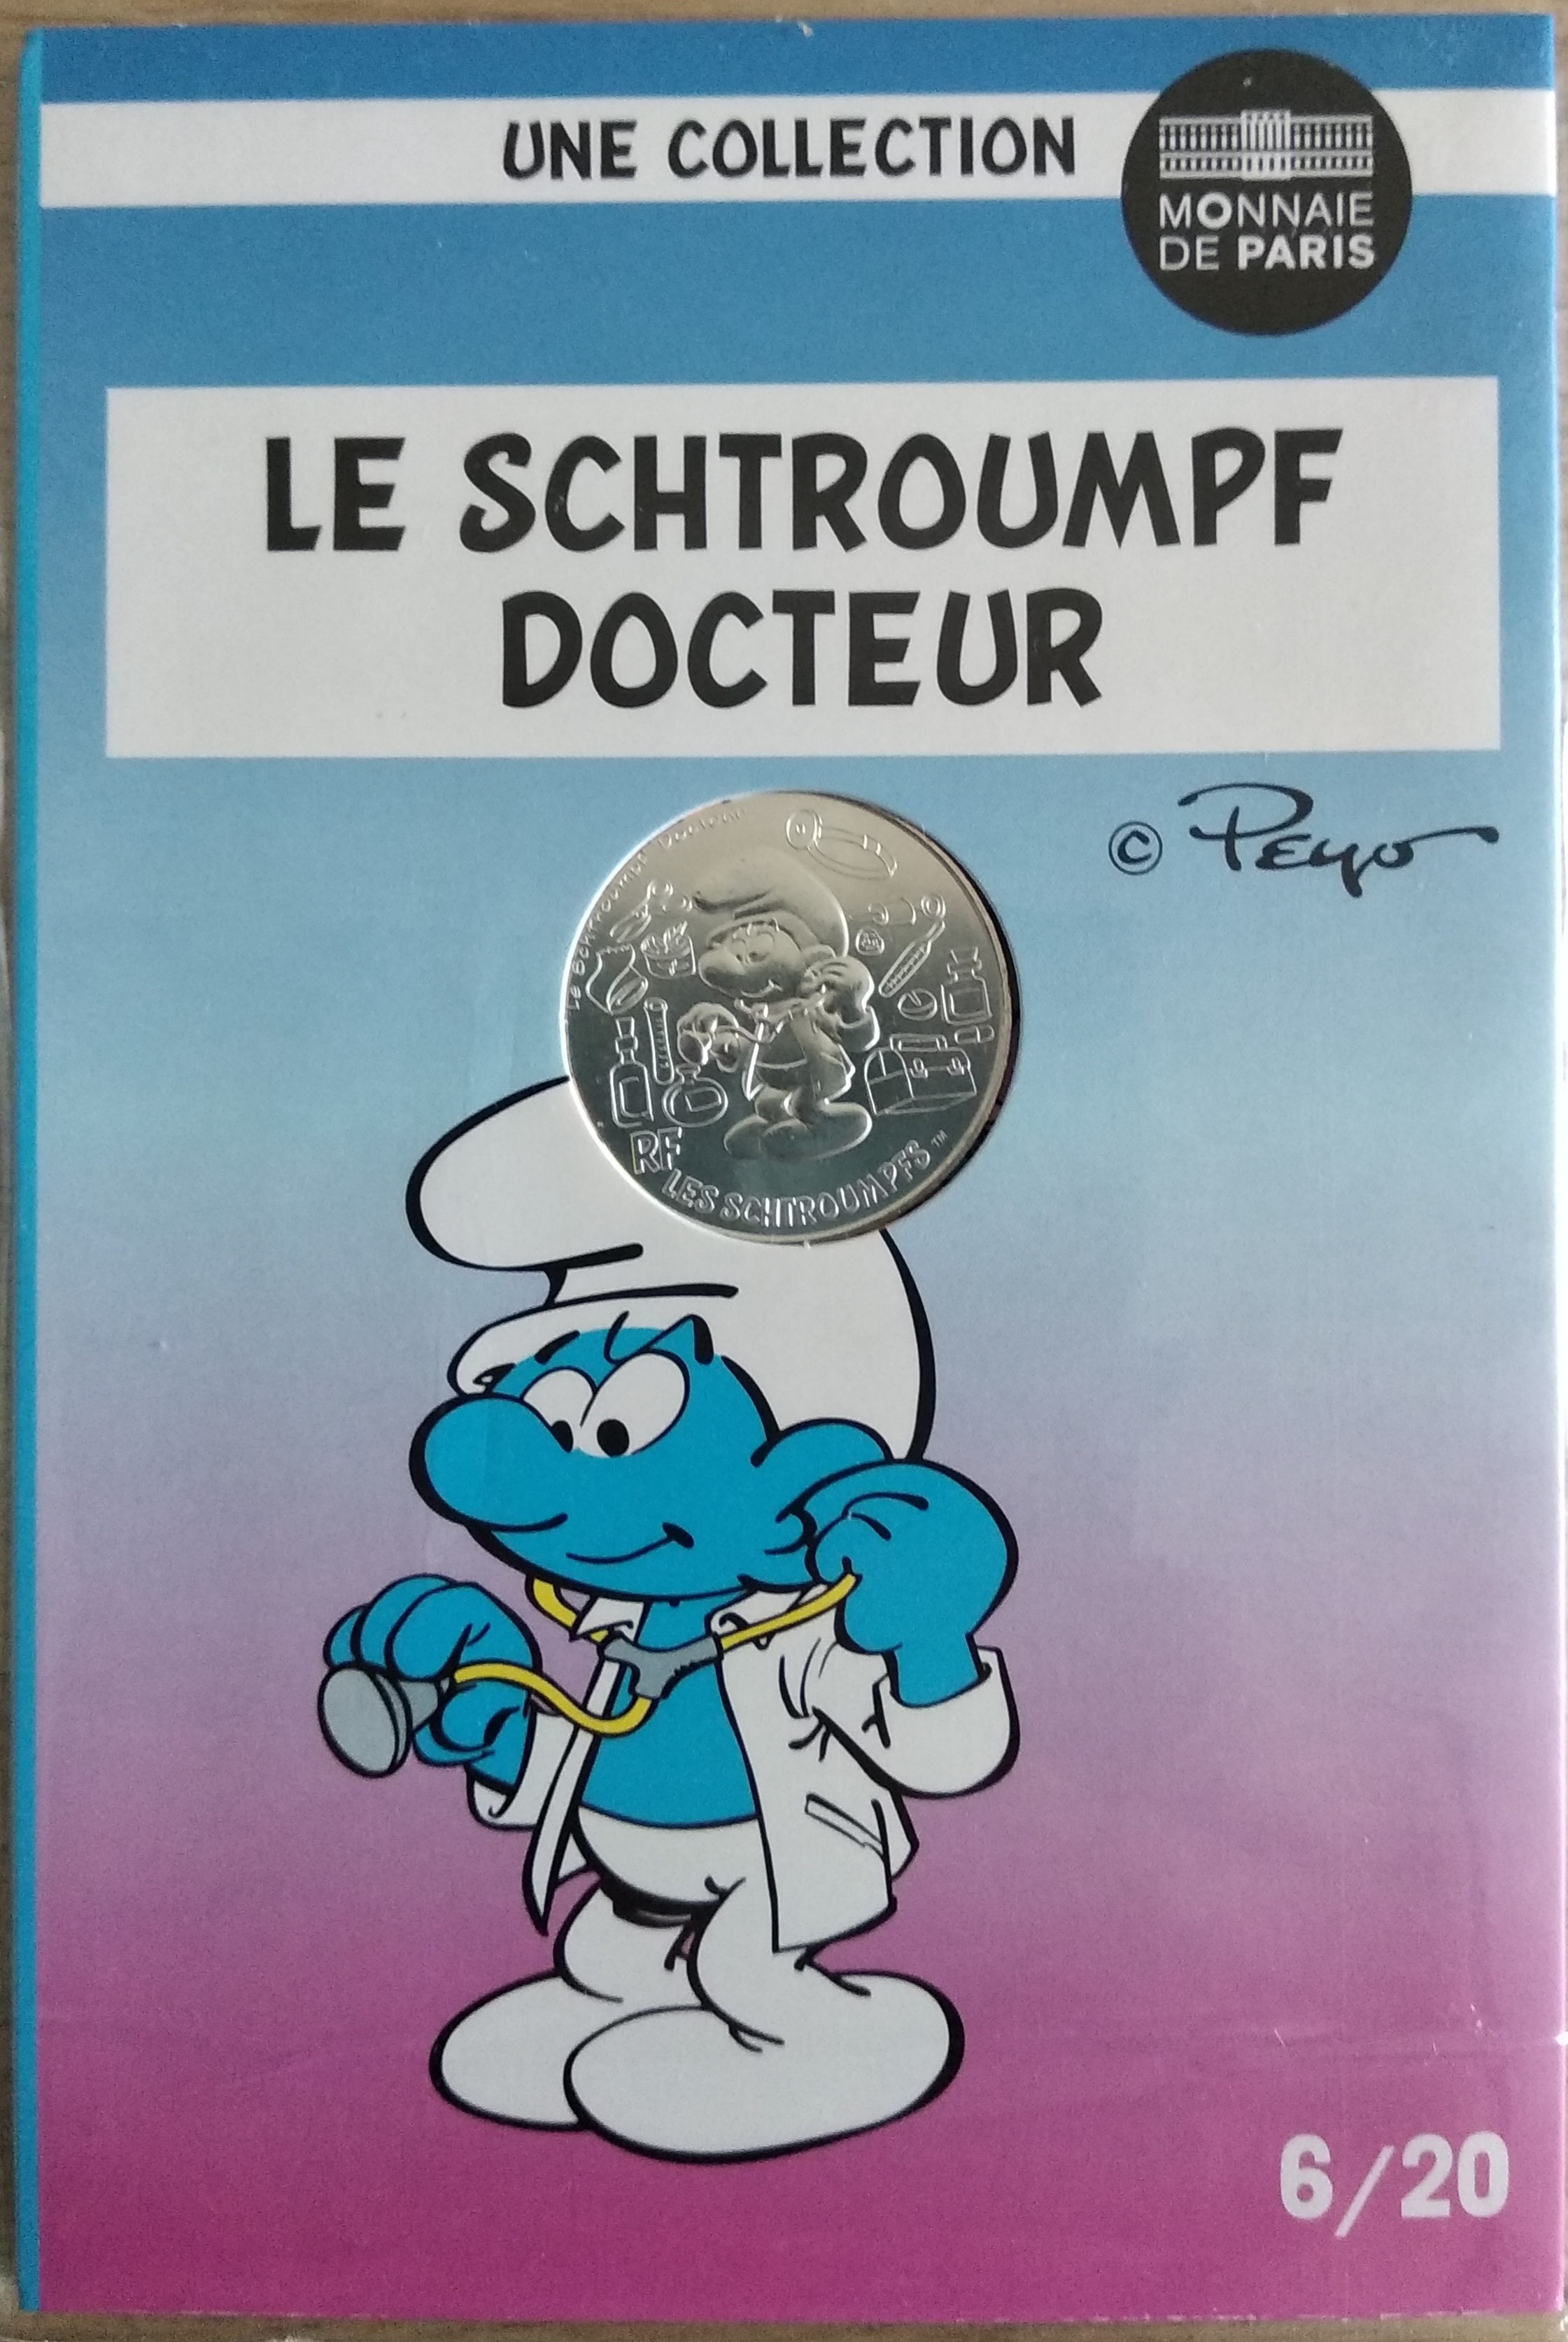 UNE COLLECTION
MONNAIE
DE PARIS
LE SCHTROUMPF
DOCTEUR
© Peyo
Le Schtroumpf Docteur
RF
LES SCHTROUMPFS™
6/20